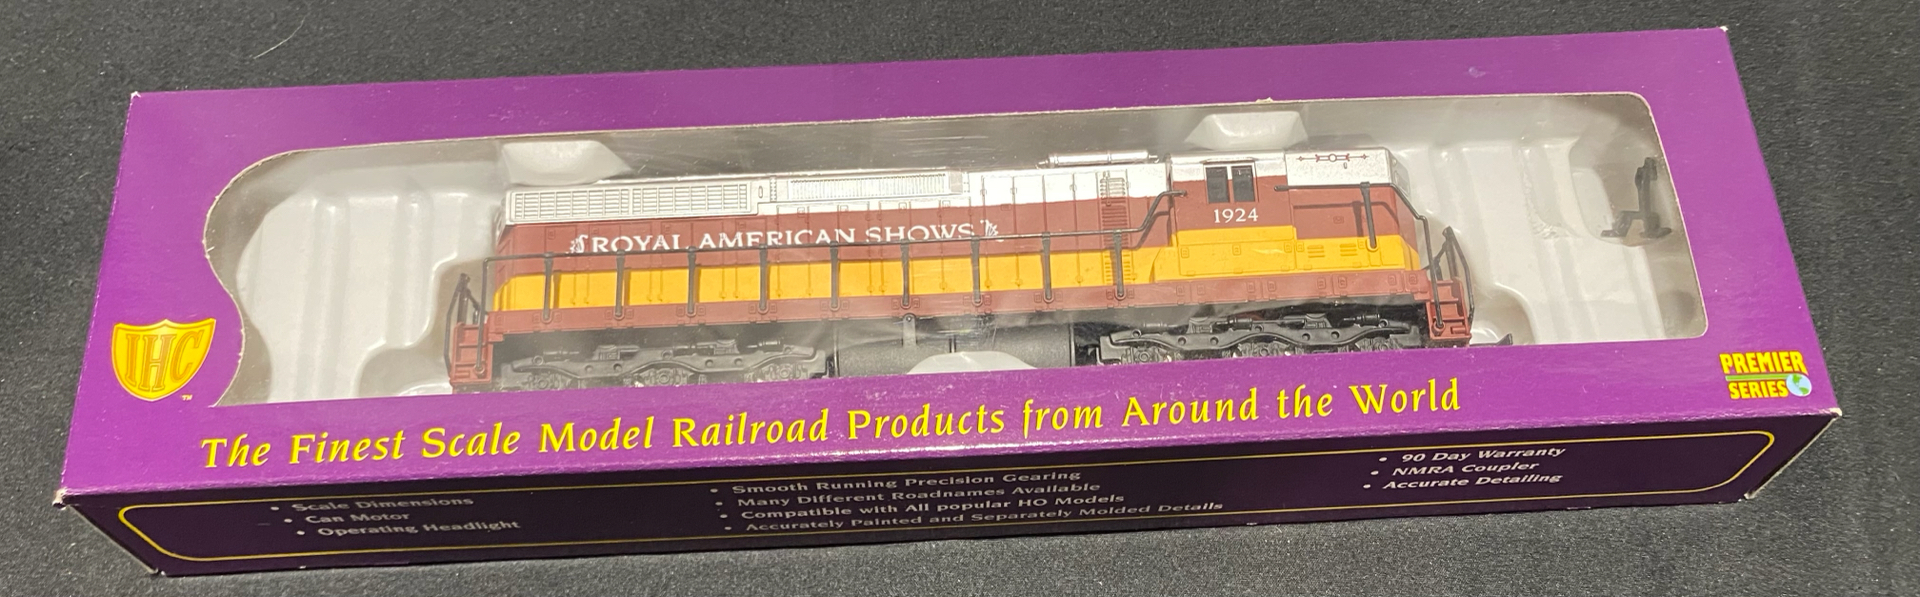 ROYAL AMERICAN SHOWS
1924
IHC
TM
PREMIER
SERIES
The Finest Scale Model Railroad Products from Around the World
• Scale Dimensions
• Can Motor
• Operating Headlight
• Smooth Running Precision Gearing
• Many Different Roadnames Available
• Compatible with All popular HO Models
• Accurately Painted and Separately Molded Details
• 90 Day Warranty
• NMRA Coupler
• Accurate Detailing